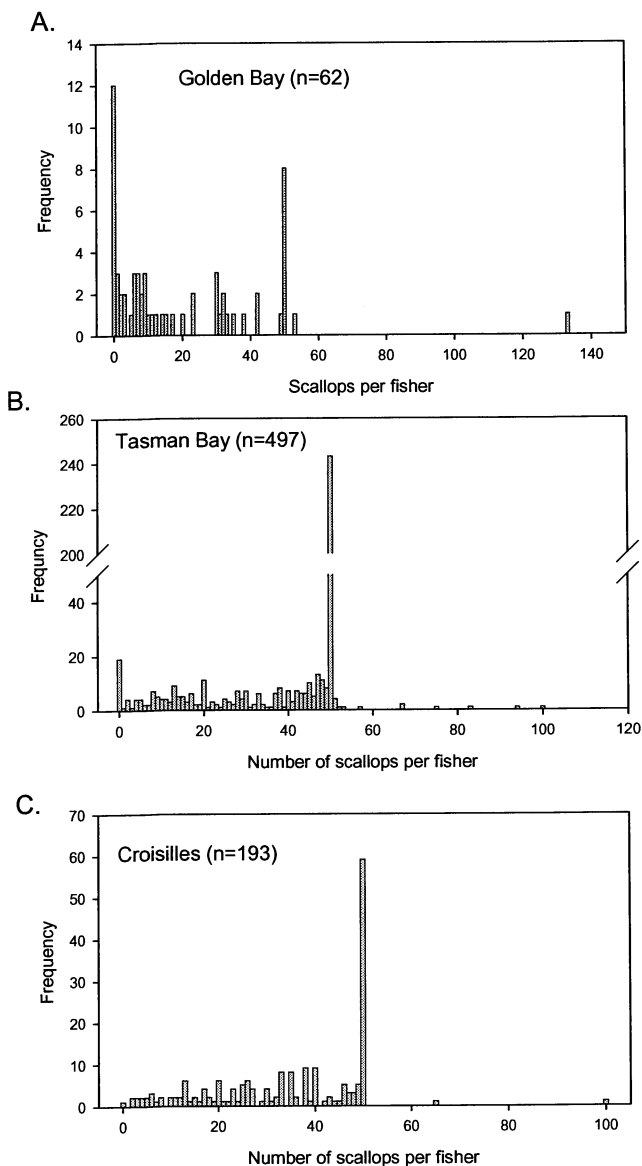 A.
Golden Bay (n=62)
14
12
10
8
6
4
2
0
Frequency
0 20 40 60 80 100 120 140
Scallops per fisher
B.
Tasman Bay (n=497)
260
240
220
200
40
20
0
Frequncy
0 20 40 60 80 100 120
Number of scallops per fisher
C.
Croisilles (n=193)
70
60
50
40
30
20
10
0
Frequency
0 20 40 60 80 100
Number of scallops per fisher